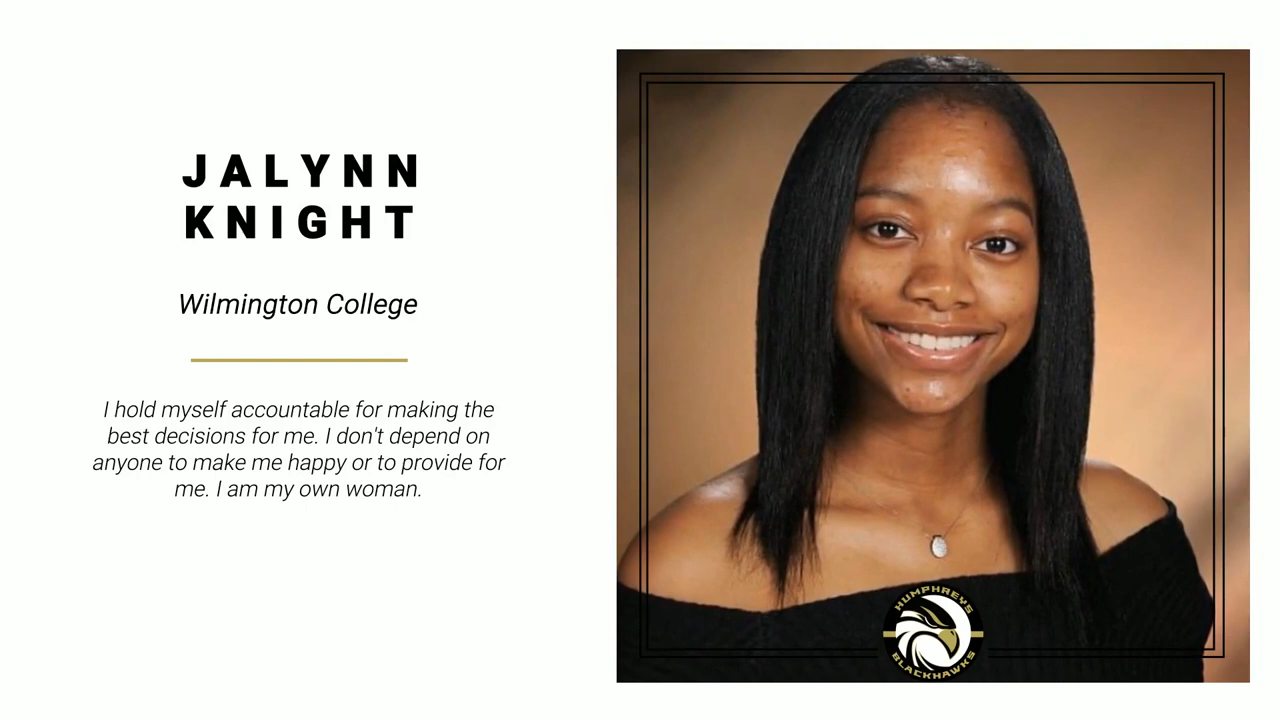 JALYNN
KNIGHT
Wilmington College
I hold myself accountable for making the
best decisions for me. I don't depend on
anyone to make me happy or to provide for
me. I am my own woman.
HUMPHREYS
BLACKHAWKS